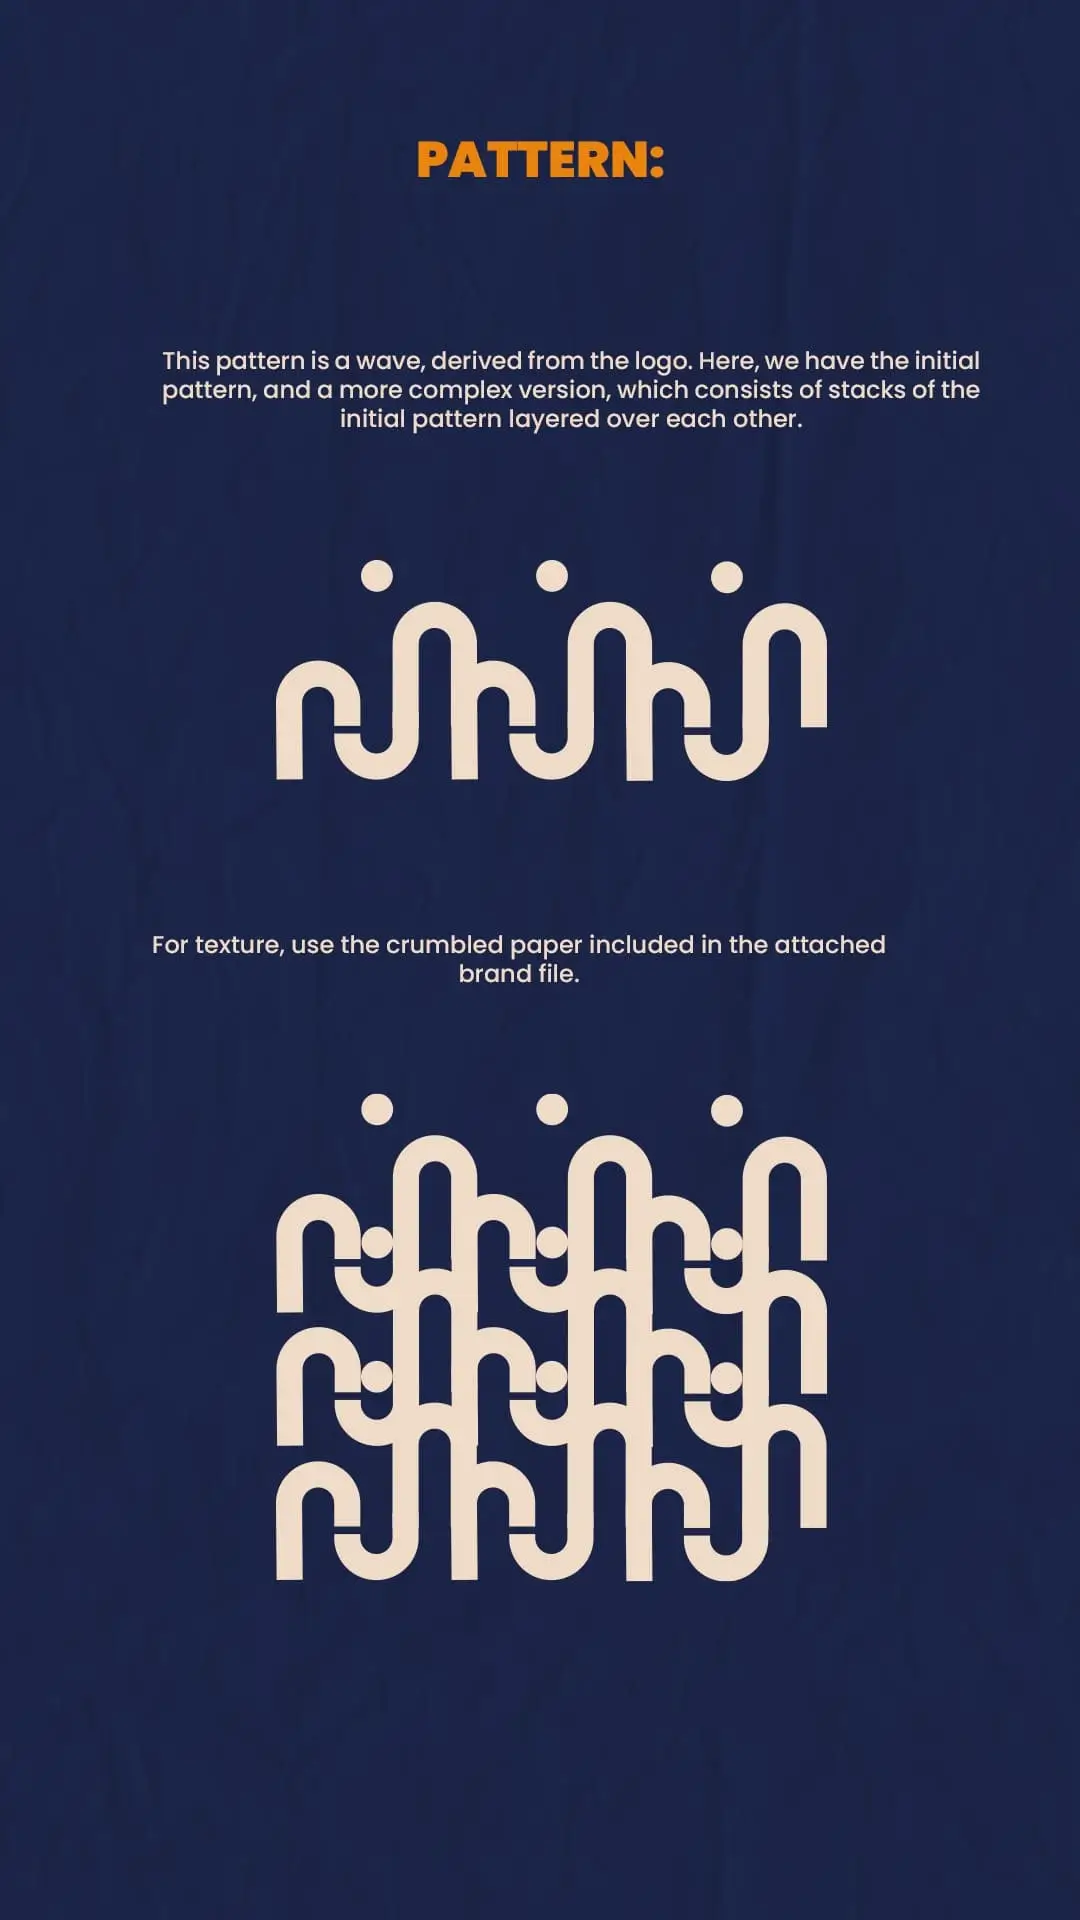 PATTERN:
This pattern is a wave, derived from the logo. Here, we have the initial
pattern, and a more complex version, which consists of stacks of the
initial pattern layered over each other.
For texture, use the crumbled paper included in the attached
brand file.